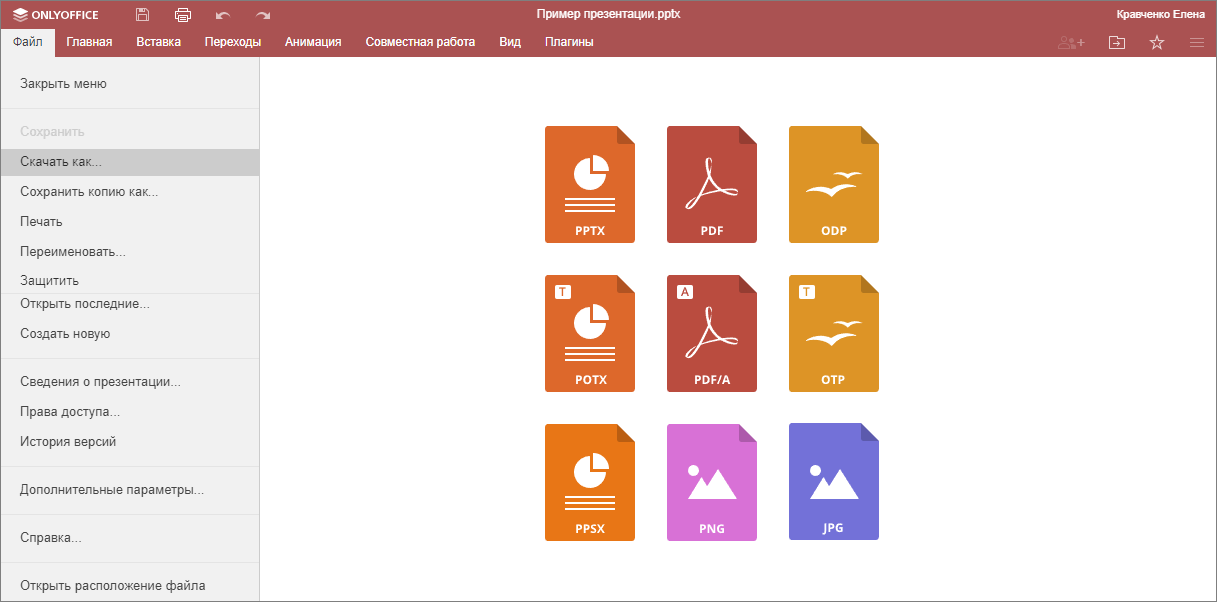 ONLYOFFICE
Пример презентации.pptx
Кравченко Елена
Файл Главная Вставка Переходы Анимация Совместная работа Вид Плагины
Закрыть меню
Сохранить
Скачать как...
Сохранить копию как...
Печать
Переименовать...
Защитить
Открыть последние...
Создать новую
Сведения о презентации...
Права доступа...
История версий
Дополнительные параметры...
Справка...
Открыть расположение файла
PPTX PDF ODP
T A T
POTX PDF/A OTP
PPSX PNG JPG